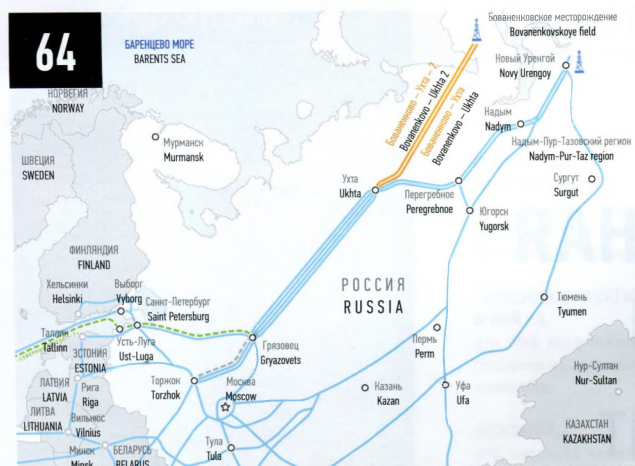 64
БАРЕНЦЕВО МОРЕ
BARENTS SEA
Бованенковское месторождение
Bovanenkovskoye field
Новый Уренгой
Novy Urengoy
НОРВЕГИЯ
NORWAY
Бованенково – Ухта – 2
Bovanenkovo – Ukhta 2
Бованенково – Ухта
Bovanenkovo – Ukhta
Надым
Nadym
Надым-Пур-Тазовский регион
Nadym-Pur-Taz region
Мурманск
Murmansk
ШВЕЦИЯ
SWEDEN
Ухта
Ukhta
Перегребное
Peregrebnoe
Сургут
Surgut
Югорск
Yugorsk
ФИНЛЯНДИЯ
FINLAND
РОССИЯ
RUSSIA
Хельсинки
Helsinki
Выборг
Vyborg
Санкт-Петербург
Saint Petersburg
Тюмень
Tyumen
Таллин
Tallinn
Усть-Луга
Ust-Luga
Грязовец
Gryazovets
Пермь
Perm
ЭСТОНИЯ
ESTONIA
Нур-Султан
Nur-Sultan
ЛАТВИЯ
LATVIA
Рига
Riga
Торжок
Torzhok
Москва
Moscow
Казань
Kazan
Уфа
Ufa
ЛИТВА
LITHUANIA
Вильнюс
Vilnius
КАЗАХСТАН
KAZAKHSTAN
Минск
Minsk
БЕЛАРУСЬ
BELARUS
Тула
Tula